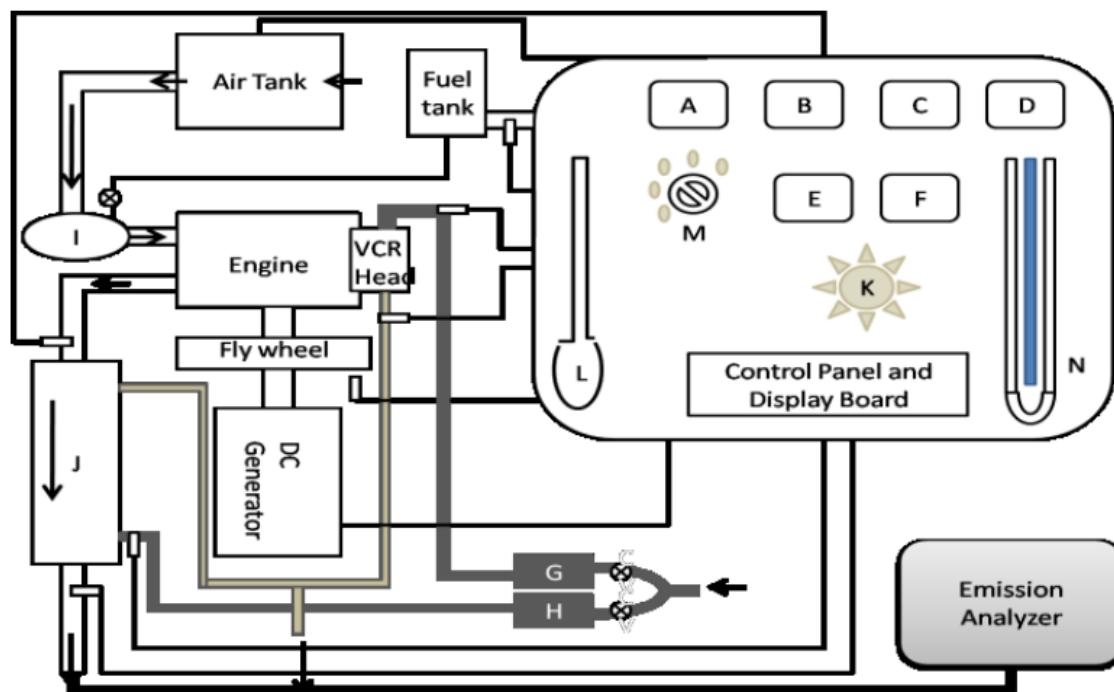 Air Tank
Fuel
tank
A
B
C
D
E
F
M
I
Engine
VCR
Head
K
Fly wheel
L
Control Panel and
Display Board
N
J
DC
Generator
G
H
Emission
Analyzer